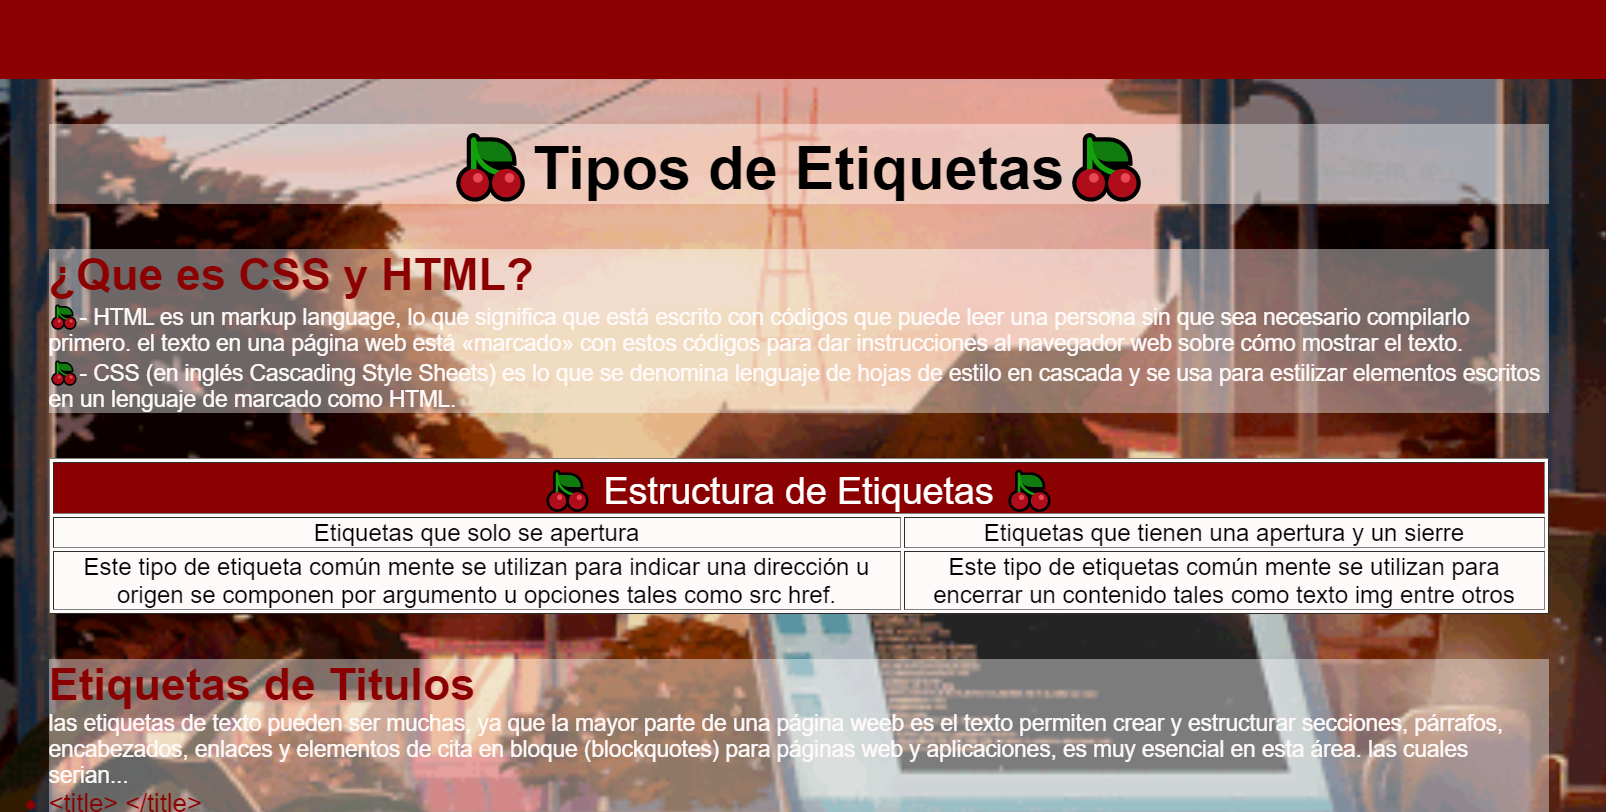 Tipos de Etiquetas
¿Que es CSS y HTML?
- HTML es un markup language, lo que significa que está escrito con códigos que puede leer una persona sin que sea necesario compilarlo
primero. el texto en una página web está «marcado» con estos códigos para dar instrucciones al navegador web sobre cómo mostrar el texto.
- CSS (en inglés Cascading Style Sheets) es lo que se denomina lenguaje de hojas de estilo en cascada y se usa para estilizar elementos escritos
en un lenguaje de marcado como HTML.
Estructura de Etiquetas
Etiquetas que solo se apertura
Etiquetas que tienen una apertura y un sierre
Este tipo de etiqueta común mente se utilizan para indicar una dirección u
origen se componen por argumento u opciones tales como src href.
Este tipo de etiquetas común mente se utilizan para
encerrar un contenido tales como texto img entre otros
Etiquetas de Titulos
las etiquetas de texto pueden ser muchas, ya que la mayor parte de una página weeb es el texto permiten crear y estructurar secciones, párrafos,
encabezados, enlaces y elementos de cita en bloque (blockquotes) para páginas web y aplicaciones, es muy esencial en esta área. las cuales
serian...
<title> </title>